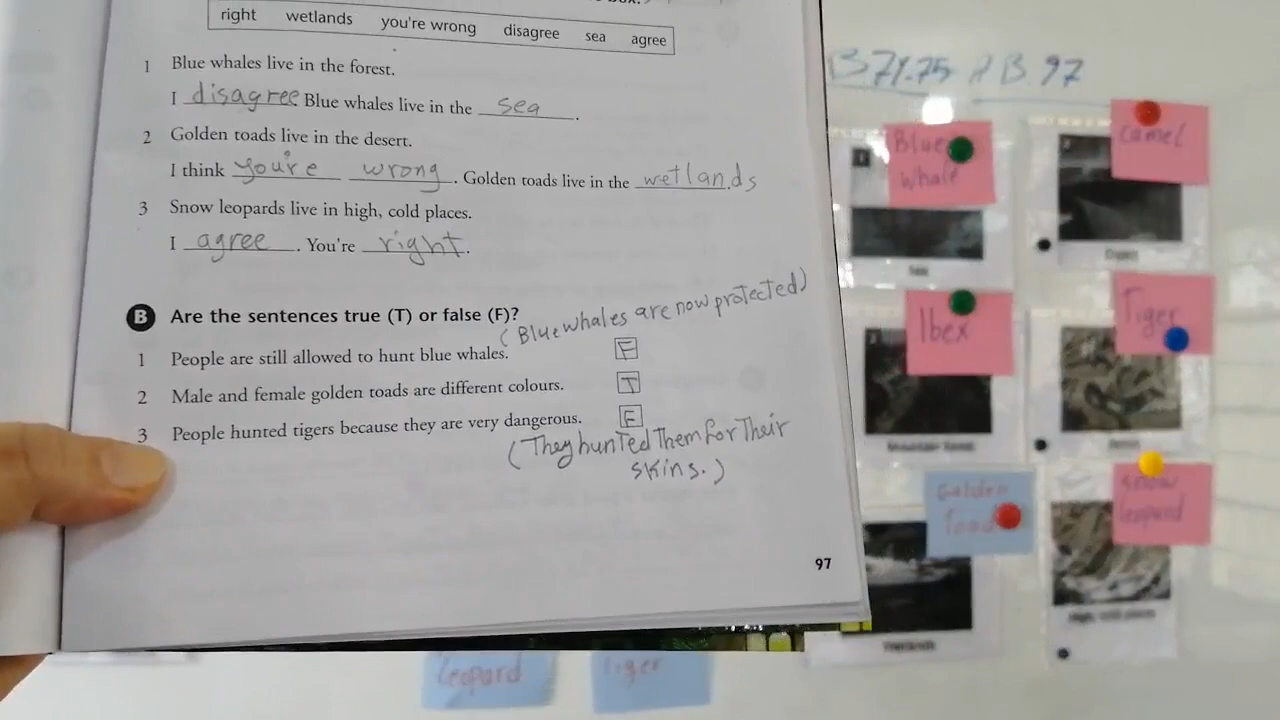 right wetlands you're wrong disagree sea agree
1 Blue whales live in the forest.
I disagree Blue whales live in the sea.
2 Golden toads live in the desert.
I think you're wrong. Golden toads live in the wetlands
3 Snow leopards live in high, cold places.
I agree. You're right.
B Are the sentences true (T) or false (F)?
(Blue whales are now protected)
1 People are still allowed to hunt blue whales. F
2 Male and female golden toads are different colours. T
3 People hunted tigers because they are very dangerous. F
(They hunted Them for Their
skins.)
97
B.97
Blue
whale
camel
Sea
Ibex
Tiger
Golden
toad
snow
leopard
leopard
Tiger